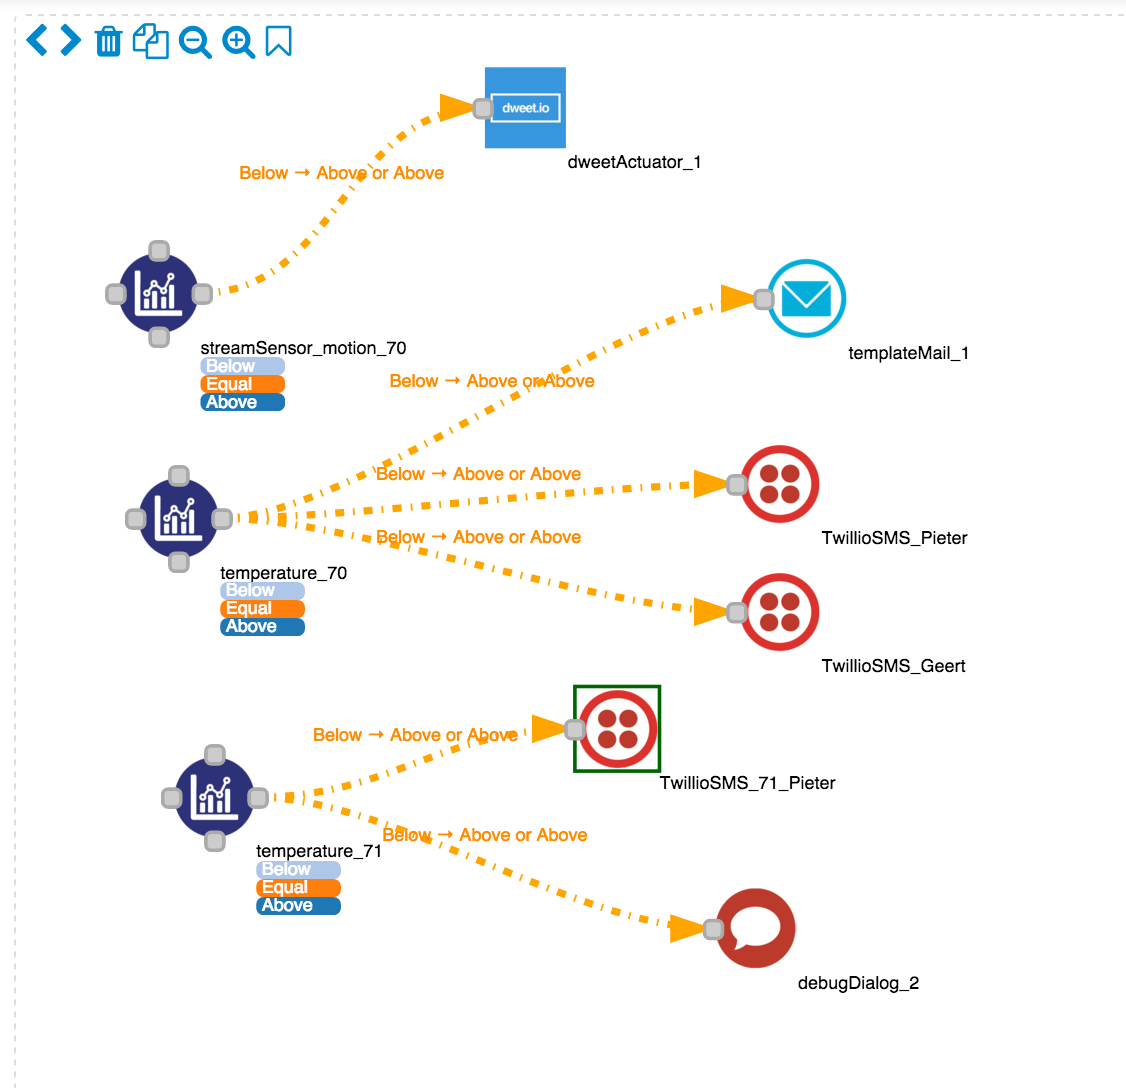 dweet.io
dweetActuator_1
Below → Above or Above
streamSensor_motion_70
Below
Equal
Above
templateMail_1
Below → Above or Above
Below → Above or Above
TwillioSMS_Pieter
Below → Above or Above
temperature_70
Below
Equal
Above
TwillioSMS_Geert
Below → Above or Above
TwillioSMS_71_Pieter
Below → Above or Above
temperature_71
Below
Equal
Above
debugDialog_2